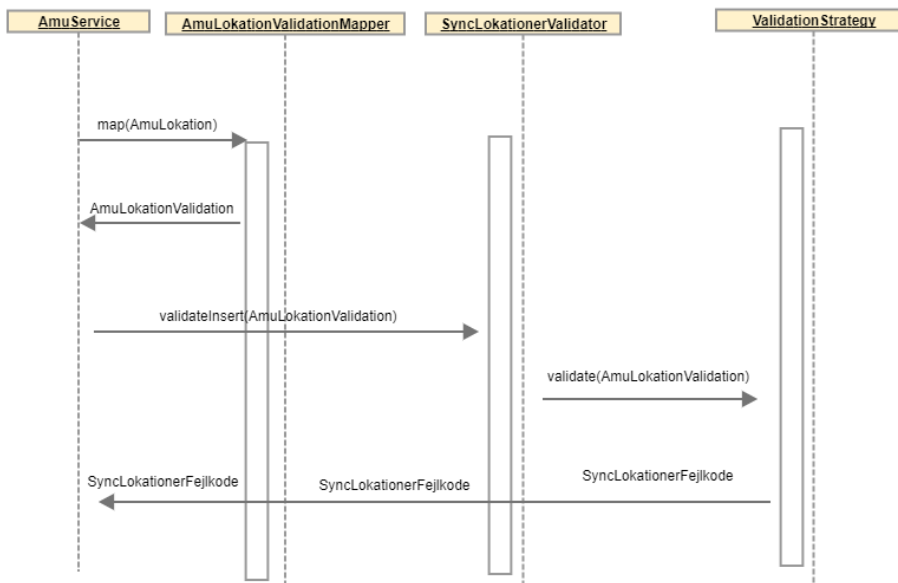 AmuService
AmuLokationValidationMapper
SyncLokationerValidator
ValidationStrategy
map(AmuLokation)
AmuLokationValidation
validateInsert(AmuLokationValidation)
validate(AmuLokationValidation)
SyncLokationerFejlkode
SyncLokationerFejlkode
SyncLokationerFejlkode